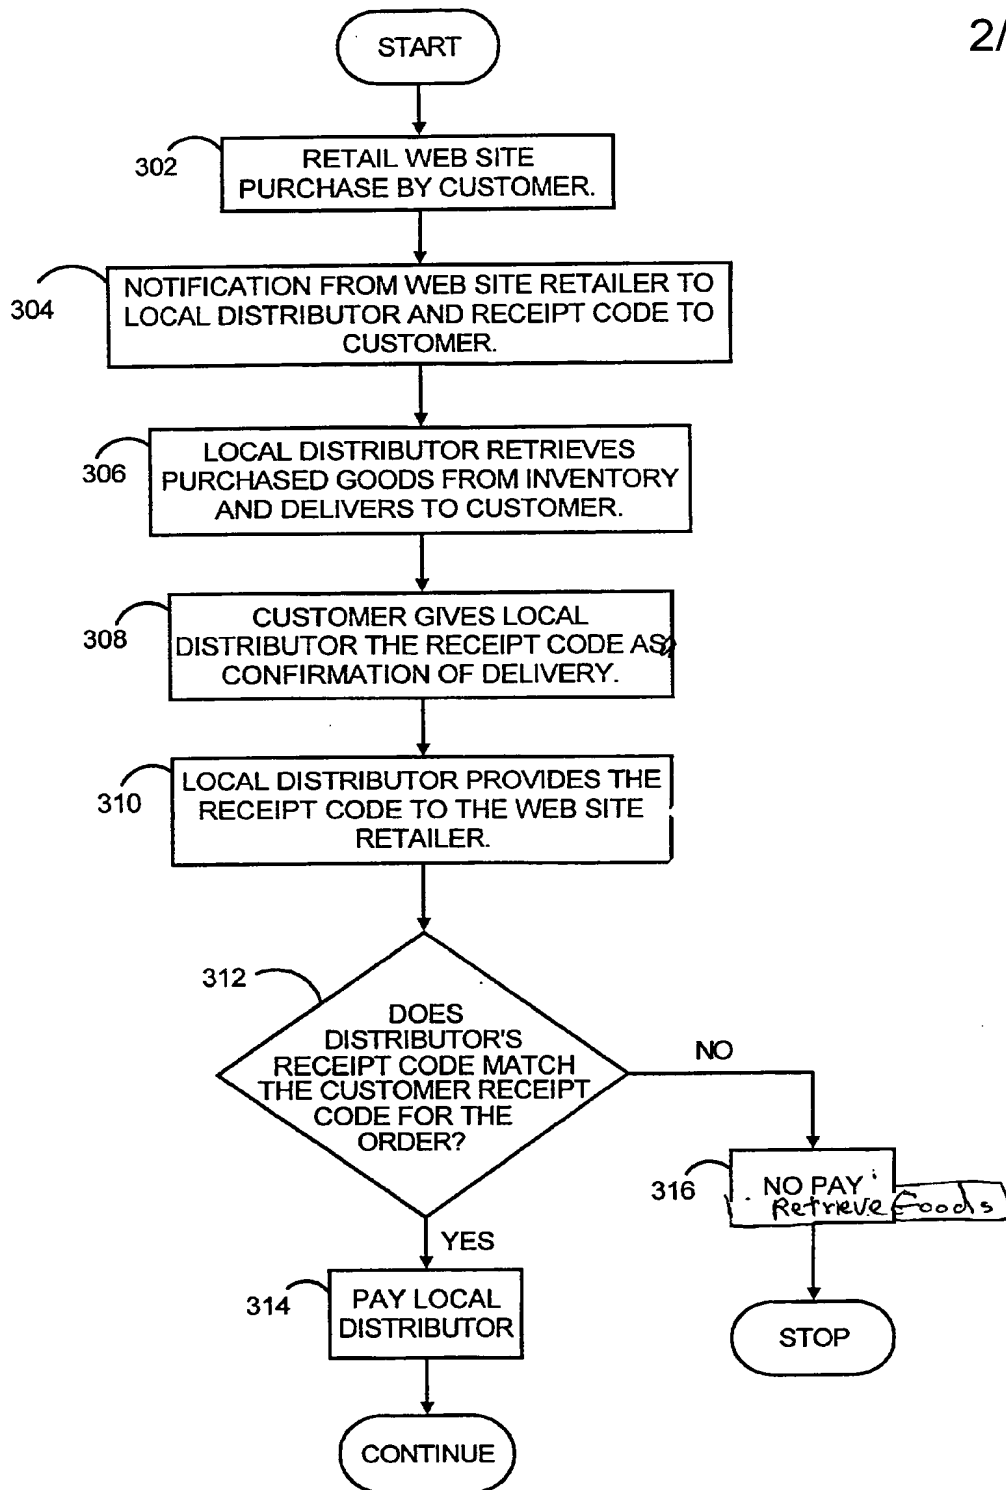 2/
START
302
RETAIL WEB SITE
PURCHASE BY CUSTOMER.
304
NOTIFICATION FROM WEB SITE RETAILER TO
LOCAL DISTRIBUTOR AND RECEIPT CODE TO
CUSTOMER.
306
LOCAL DISTRIBUTOR RETRIEVES
PURCHASED GOODS FROM INVENTORY
AND DELIVERS TO CUSTOMER.
308
CUSTOMER GIVES LOCAL
DISTRIBUTOR THE RECEIPT CODE AS
CONFIRMATION OF DELIVERY.
310
LOCAL DISTRIBUTOR PROVIDES THE
RECEIPT CODE TO THE WEB SITE
RETAILER.
312
DOES
DISTRIBUTOR'S
RECEIPT CODE MATCH
THE CUSTOMER RECEIPT
CODE FOR THE
ORDER?
NO
316
NO PAY
Retrieve Goods
YES
314
PAY LOCAL
DISTRIBUTOR
STOP
CONTINUE